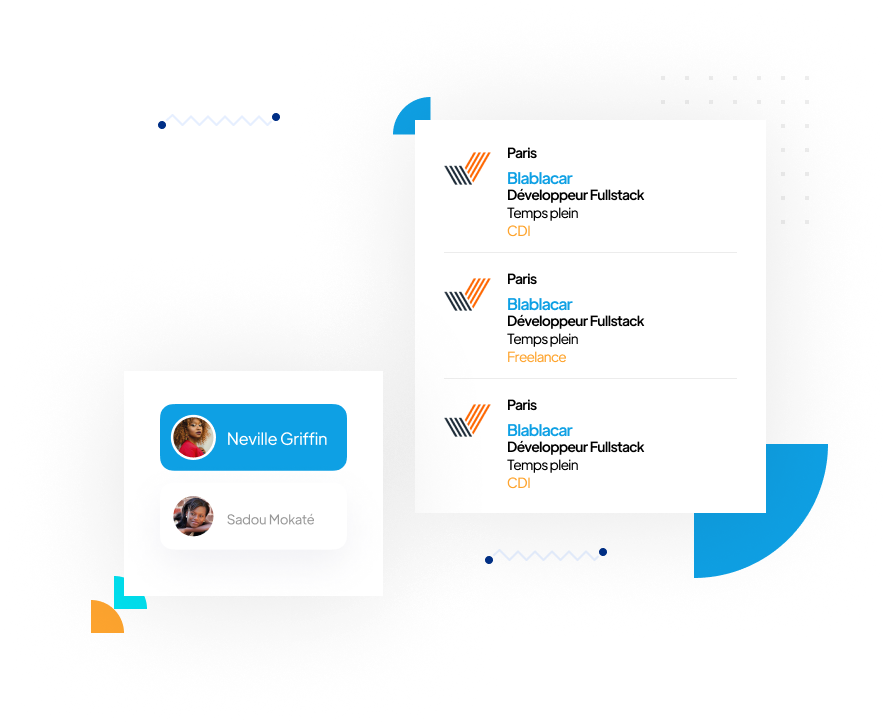 Paris
Blablacar
Développeur Fullstack
Temps plein
CDI
Paris
Blablacar
Développeur Fullstack
Temps plein
Freelance
Paris
Blablacar
Développeur Fullstack
Temps plein
CDI
Neville Griffin
Sadou Mokaté